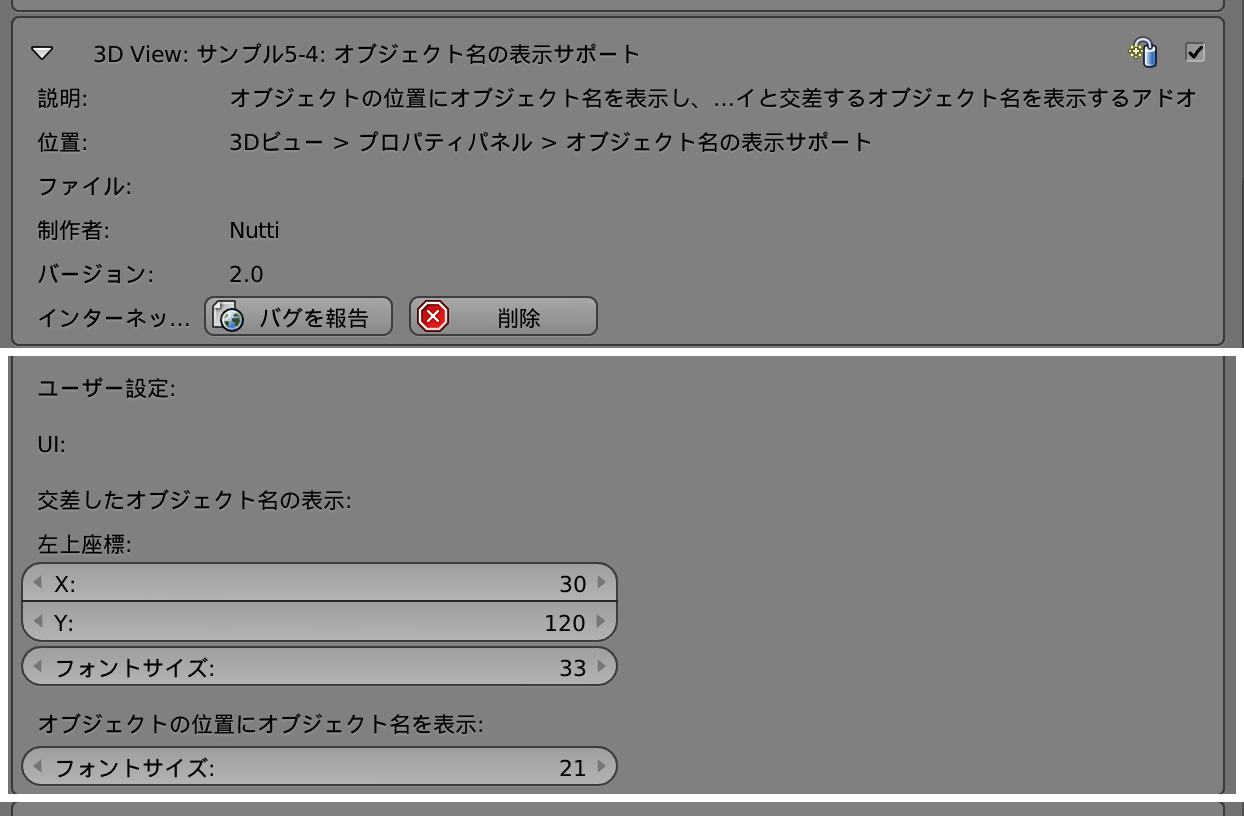 3D View: サンプル5-4: オブジェクト名の表示サポート
説明: オブジェクトの位置にオブジェクト名を表示し、…イと交差するオブジェクト名を表示するアドオ
位置: 3Dビュー > プロパティパネル > オブジェクト名の表示サポート
ファイル:
制作者: Nutti
バージョン: 2.0
インターネッ… バグを報告 削除
ユーザー設定:
UI:
交差したオブジェクト名の表示:
左上座標:
X: 30
Y: 120
フォントサイズ: 33
オブジェクトの位置にオブジェクト名を表示:
フォントサイズ: 21